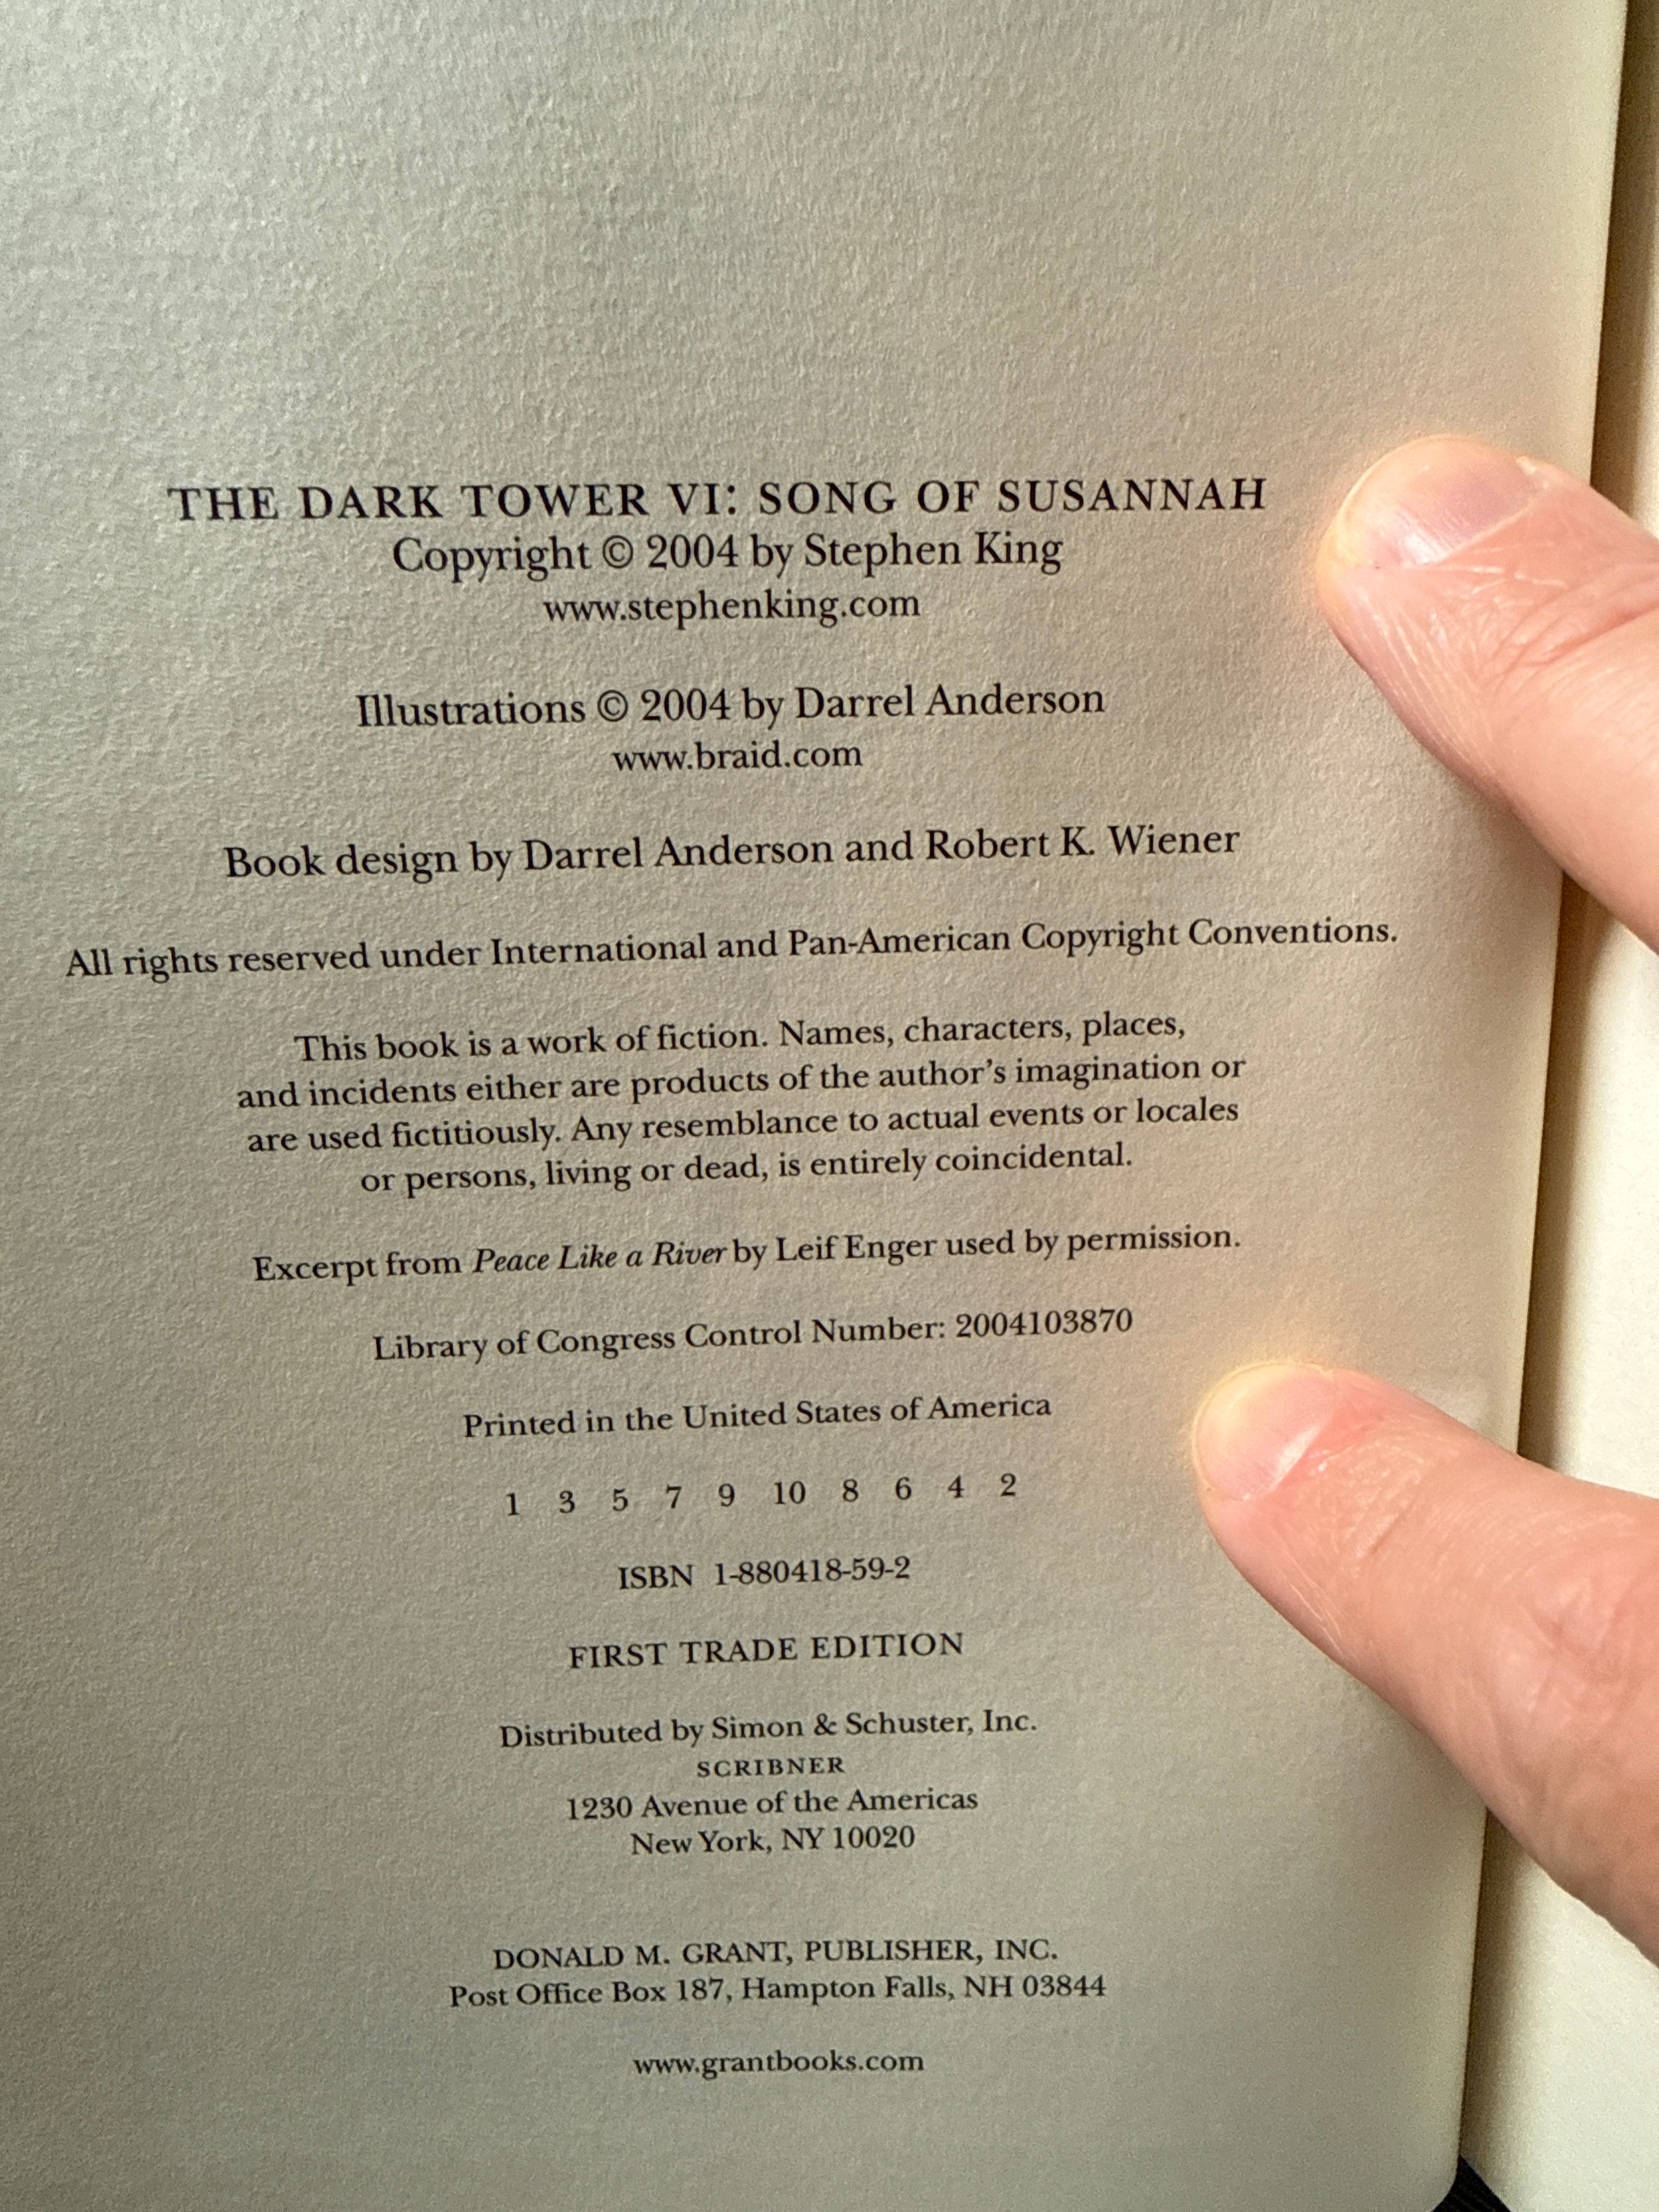 THE DARK TOWER VI: SONG OF SUSANNAH
Copyright © 2004 by Stephen King
www.stephenking.com
Illustrations © 2004 by Darrel Anderson
www.braid.com
Book design by Darrel Anderson and Robert K. Wiener
All rights reserved under International and Pan-American Copyright Conventions.
This book is a work of fiction. Names, characters, places,
and incidents either are products of the author's imagination or
are used fictitiously. Any resemblance to actual events or locales
or persons, living or dead, is entirely coincidental.
Excerpt from Peace Like a River by Leif Enger used by permission.
Library of Congress Control Number: 2004103870
Printed in the United States of America
1 3 5 7 9 10 8 6 4 2
ISBN 1-880418-59-2
FIRST TRADE EDITION
Distributed by Simon & Schuster, Inc.
SCRIBNER
1230 Avenue of the Americas
New York, NY 10020
DONALD M. GRANT, PUBLISHER, INC.
Post Office Box 187, Hampton Falls, NH 03844
www.grantbooks.com